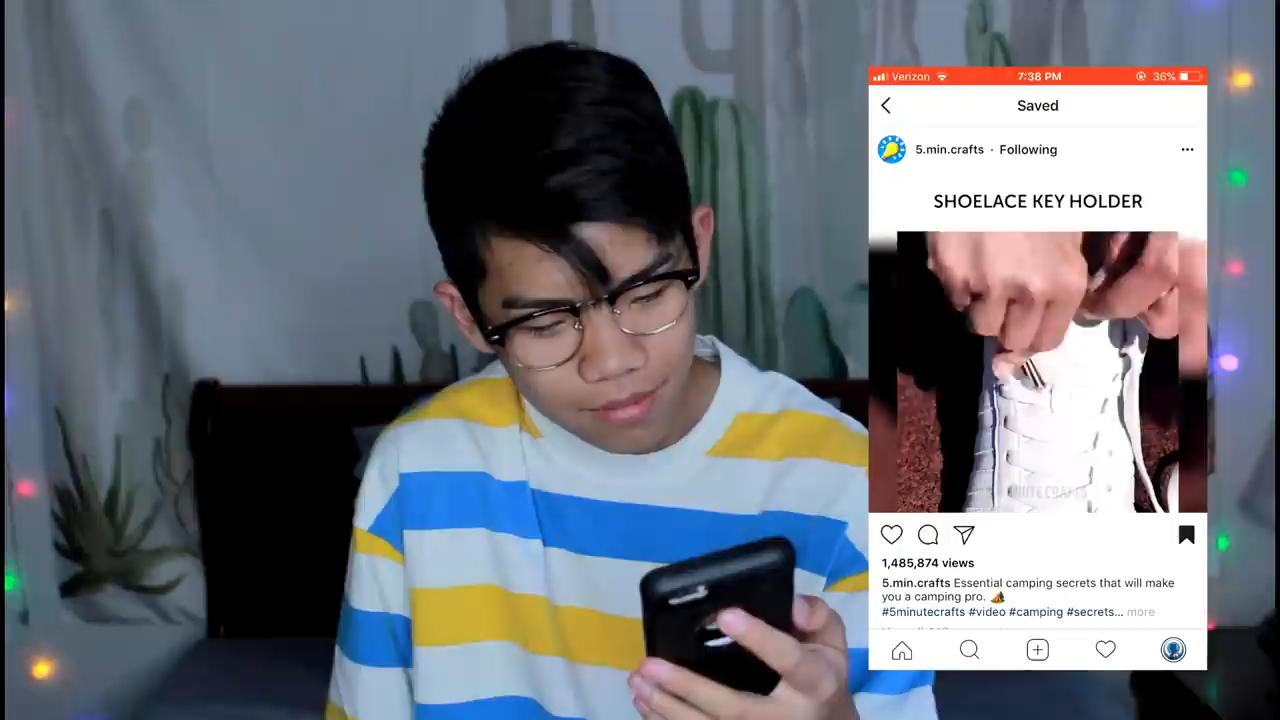 Verizon 7:38 PM 36%
Saved
5.min.crafts · Following
SHOELACE KEY HOLDER
1,485,874 views
5.min.crafts Essential camping secrets that will make
you a camping pro. 🏕
#5minutecrafts #video #camping #secrets... more